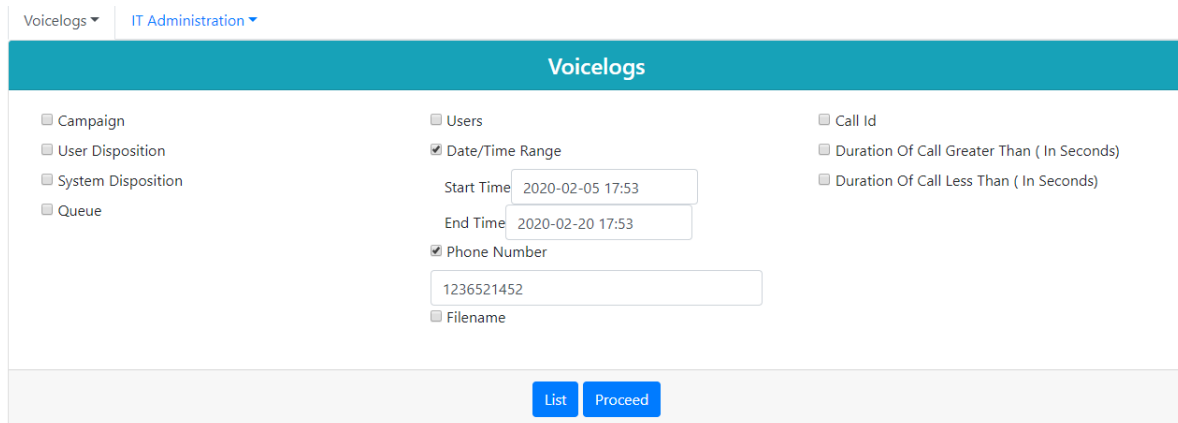 Voicelogs IT Administration
Voicelogs
Campaign
User Disposition
System Disposition
Queue
Users
Date/Time Range
Start Time 2020-02-05 17:53
End Time 2020-02-20 17:53
Phone Number
1236521452
Filename
Call Id
Duration Of Call Greater Than ( In Seconds)
Duration Of Call Less Than ( In Seconds)
List Proceed